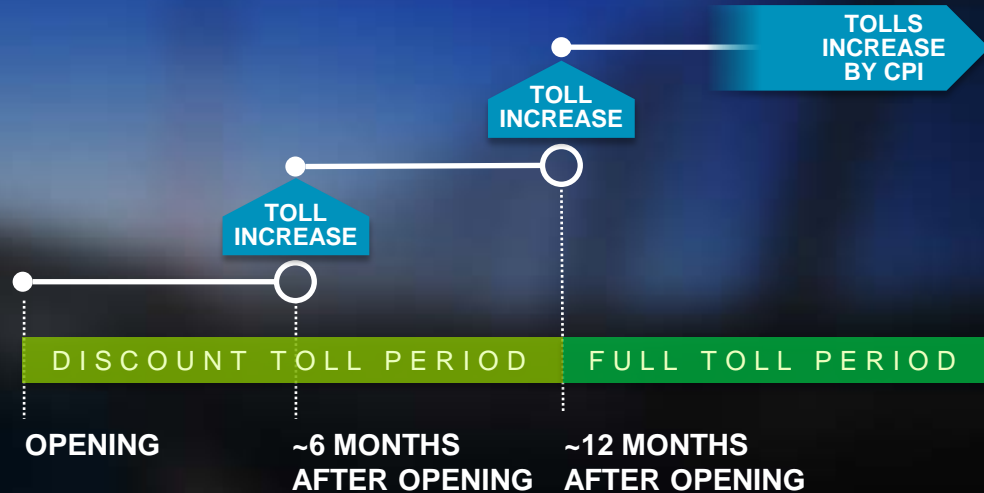 TOLLS
INCREASE
BY CPI
TOLL
INCREASE
TOLL
INCREASE
DISCOUNT TOLL PERIOD
FULL TOLL PERIOD
OPENING
~6 MONTHS
AFTER OPENING
~12 MONTHS
AFTER OPENING